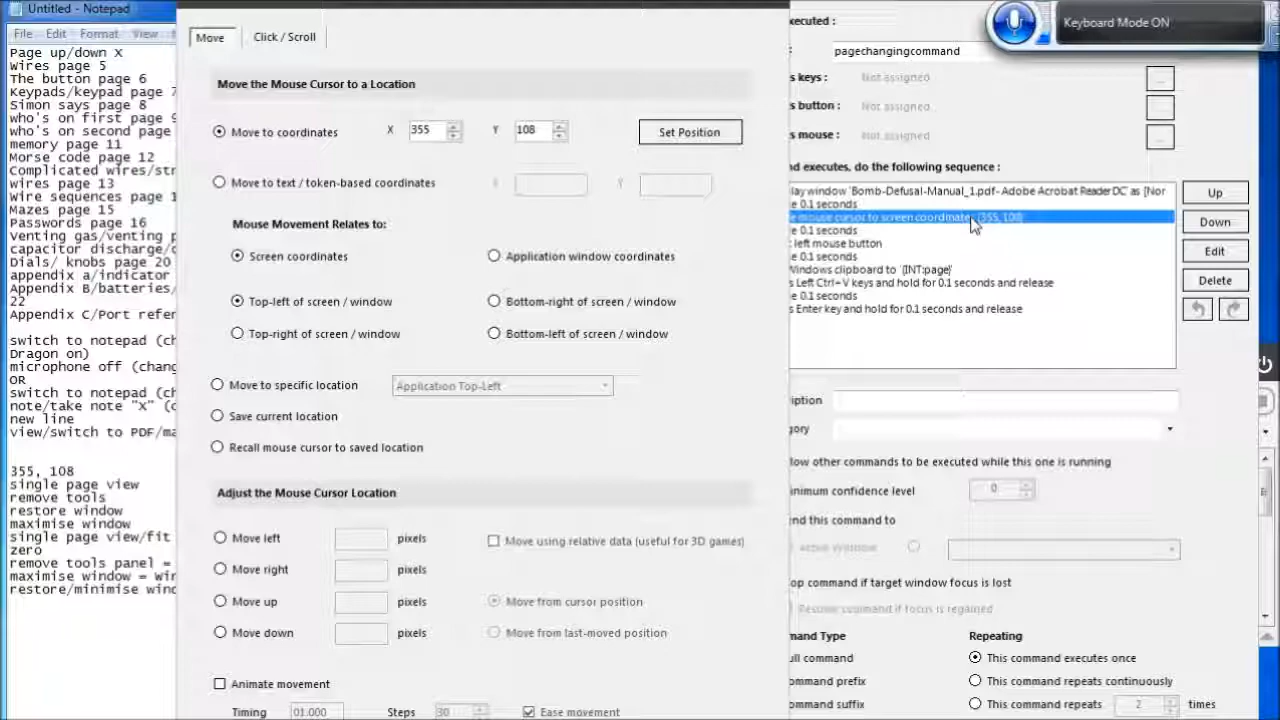 Untitled - Notepad
File Edit Format View
Page up/down X
Wires page 5
The button page 6
Keypads/keypad page 7
Simon says page 8
who's on first page 9
who's on second page
memory page 11
Morse code page 12
Complicated wires/str
wires page 13
Wire sequences page 1
Mazes page 15
Passwords page 16
Venting gas/venting p
capacitor discharge/c
Dials/ knobs page 20
appendix a/indicator
Appendix B/batteries/
22
Appendix C/Port refer
switch to notepad (ch
Dragon on)
microphone off (chang
OR
switch to notepad (ch
note/take note "X" (c
new line
view/switch to PDF/ma
355, 108
single page view
remove tools
restore window
maximise window
single page view/fit
zero
remove tools panel =
maximise window = win
restore/minimise wind
Move Click / Scroll
Move the Mouse Cursor to a Location
Move to coordinates X 355 Y 108 Set Position
Move to text / token-based coordinates X Y
Mouse Movement Relates to:
Screen coordinates Application window coordinates
Top-left of screen / window Bottom-right of screen / window
Top-right of screen / window Bottom-left of screen / window
Move to specific location Application Top-Left
Save current location
Recall mouse cursor to saved location
Adjust the Mouse Cursor Location
Move left pixels Move using relative data (useful for 3D games)
Move right pixels
Move up pixels Move from cursor position
Move down pixels Move from last-moved position
Animate movement
Timing 01.000 Steps 30 Ease movement
Keyboard Mode ON
xecuted :
: pagechangingcommand
s keys : Not assigned ...
s button : Not assigned
s mouse : Not assigned ...
nd executes, do the following sequence :
lay window 'Bomb-Defusal-Manual_1.pdf - Adobe Acrobat Reader DC' as [Nor
e 0.1 seconds
e mouse cursor to screen coordinates (355, 108)
e 0.1 seconds
: left mouse button
e 0.1 seconds
Windows clipboard to '{INT:page}'
s Left Ctrl+V keys and hold for 0.1 seconds and release
e 0.1 seconds
s Enter key and hold for 0.1 seconds and release
Up
Down
Edit
Delete
iption
gory
low other commands to be executed while this one is running
inimum confidence level 0
end this command to
Active Window
op command if target window focus is lost
Resume command if focus is regained
mand Type Repeating
ull command This command executes once
ommand prefix This command repeats continuously
ommand suffix This command repeats 2 times